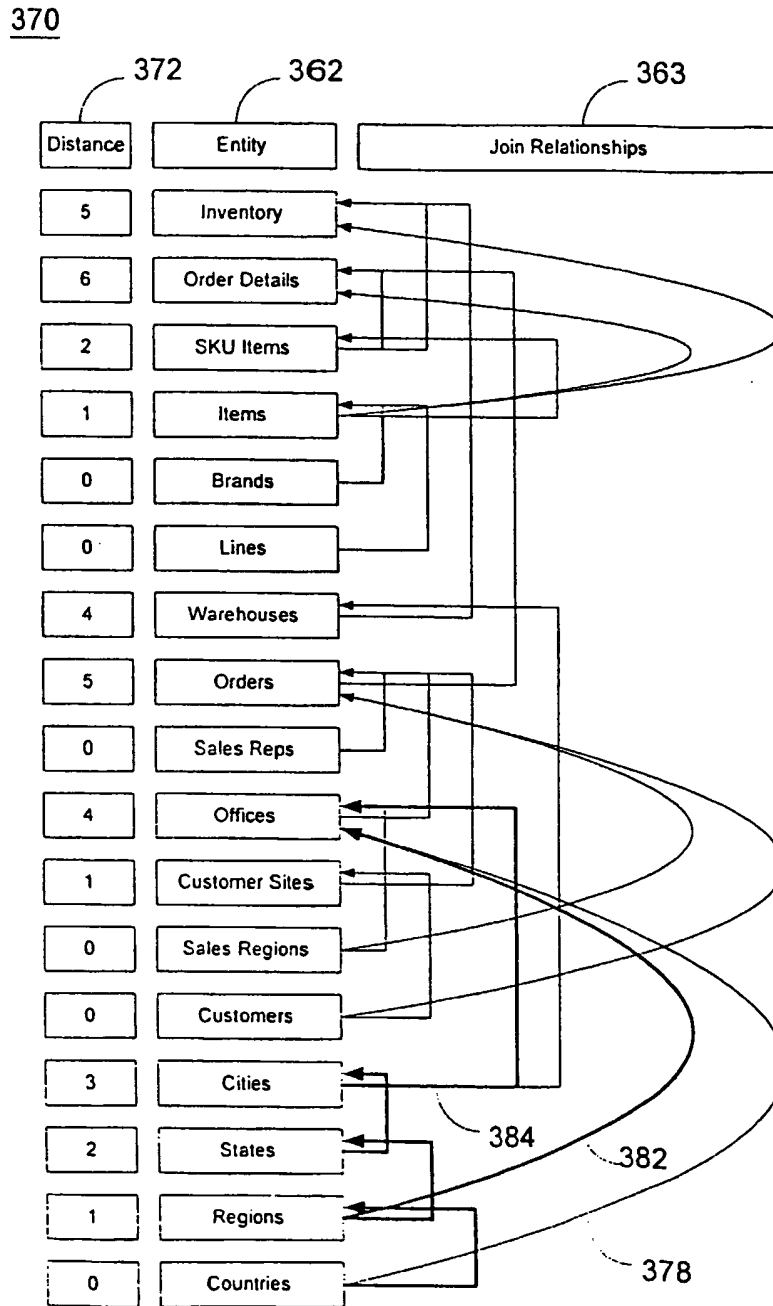 370
372 362 363
Distance Entity Join Relationships
5 Inventory
6 Order Details
2 SKU Items
1 Items
0 Brands
0 Lines
4 Warehouses
5 Orders
0 Sales Reps
4 Offices
1 Customer Sites
0 Sales Regions
0 Customers
3 Cities
384
2 States
382
1 Regions
378
0 Countries